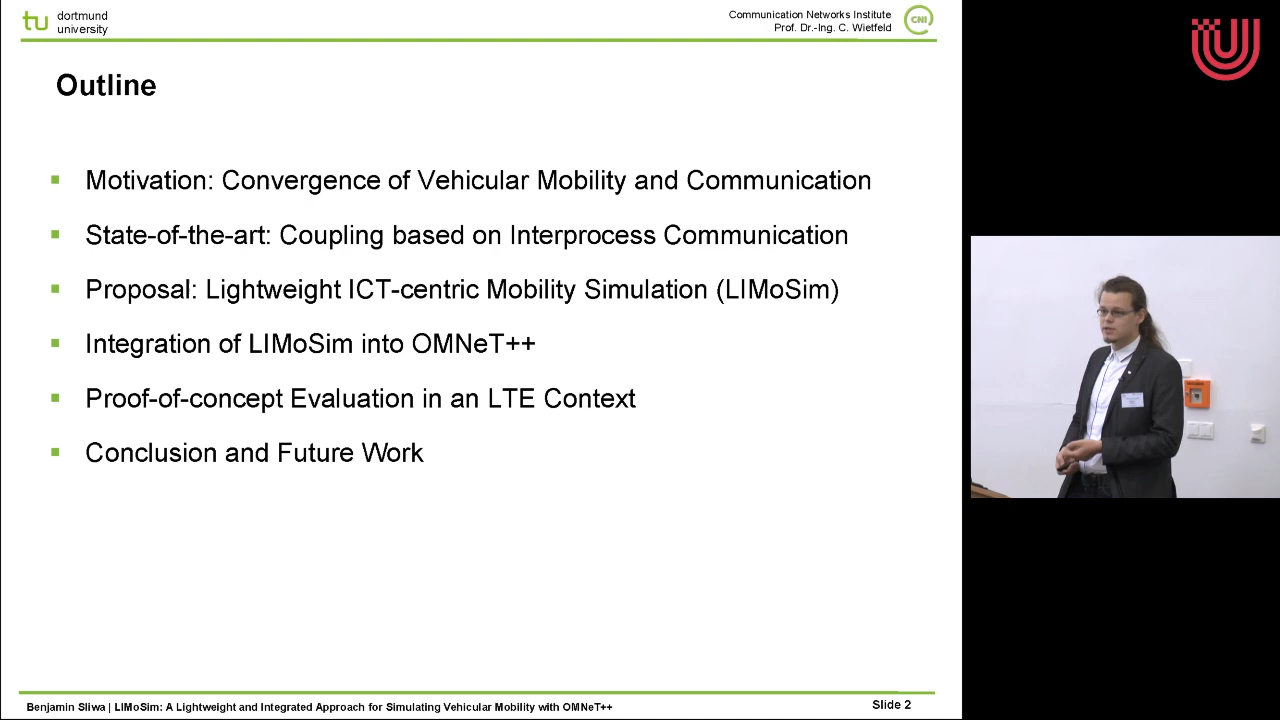 tu dortmund
university
Communication Networks Institute
Prof. Dr.-Ing. C. Wietfeld
CNI
Outline
Motivation: Convergence of Vehicular Mobility and Communication
State-of-the-art: Coupling based on Interprocess Communication
Proposal: Lightweight ICT-centric Mobility Simulation (LIMoSim)
Integration of LIMoSim into OMNeT++
Proof-of-concept Evaluation in an LTE Context
Conclusion and Future Work
Benjamin Sliwa | LIMoSim: A Lightweight and Integrated Approach for Simulating Vehicular Mobility with OMNeT++
Slide 2